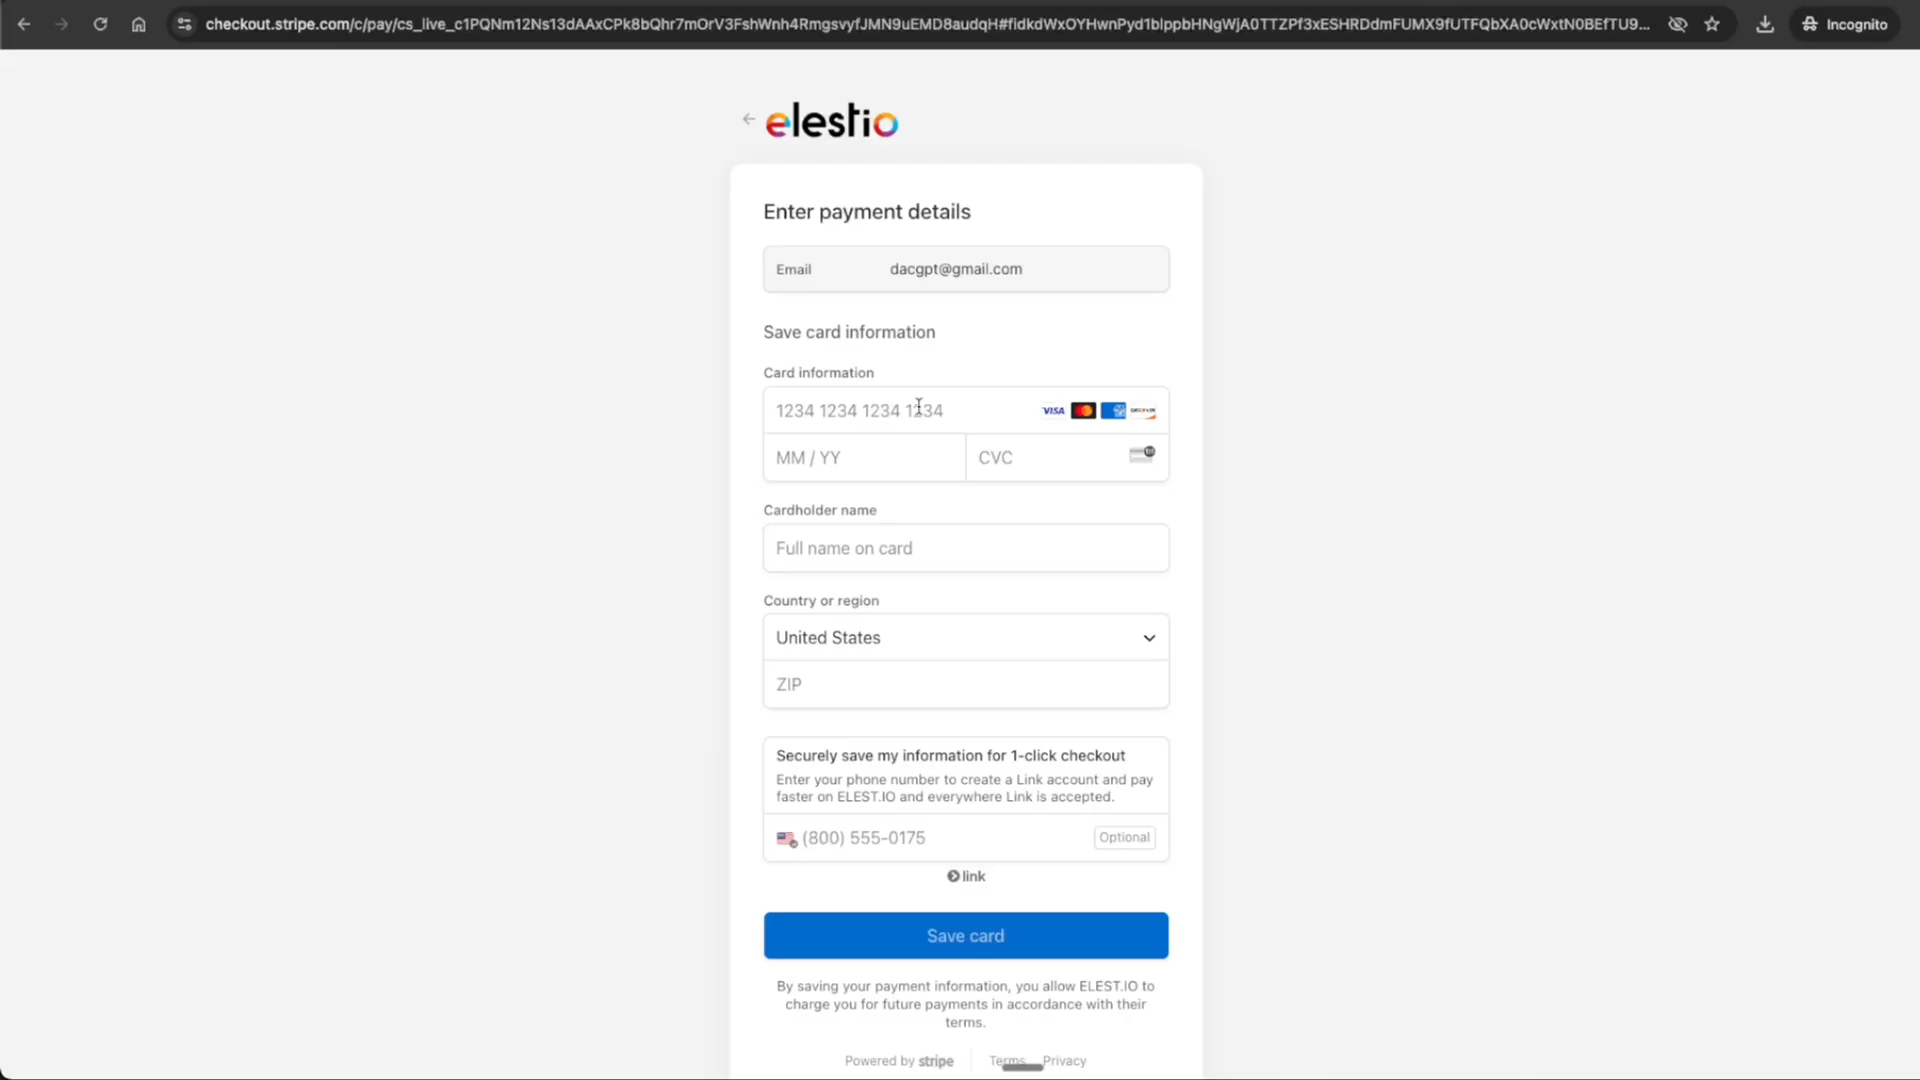 checkout.stripe.com/c/pay/cs_live_c1PQNm12Ns13dAAxCPk8bQhr7mOrV3FshWnh4RmgsvyfJMN9uEMD8audqH#fidkdWxOYHwnPyd1blppbHNgWjA0TTZPf3xESHRDdmFUMX9fUTFQbXA0cWxtN0BEfTU9...
Incognito
elestio
Enter payment details
Email dacgpt@gmail.com
Save card information
Card information
1234 1234 1234 1234 VISA
MM / YY CVC
Cardholder name
Full name on card
Country or region
United States
ZIP
Securely save my information for 1-click checkout
Enter your phone number to create a Link account and pay
faster on ELEST.IO and everywhere Link is accepted.
(800) 555-0175 Optional
link
Save card
By saving your payment information, you allow ELEST.IO to
charge you for future payments in accordance with their
terms.
Powered by stripe Terms Privacy